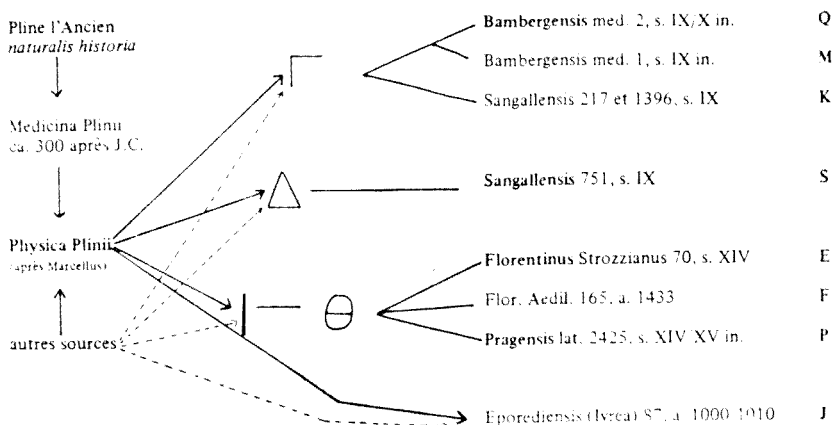 Pline l'Ancien
naturalis historia
Medicina Plinii
ca. 300 après J.C.
Physica Plinii
(après Marcellus)
autres sources
Γ
Δ
Θ
Bambergensis med. 2, s. IX/X in. Q
Bambergensis med. 1, s. IX in. M
Sangallensis 217 et 1396, s. IX K
Sangallensis 751, s. IX S
Florentinus Strozzianus 70, s. XIV E
Flor. Aedil. 165, a. 1433 F
Pragensis lat. 2425, s. XIV XV in. P
Eporediensis (Ivrea) 87, a. 1000 1010 J